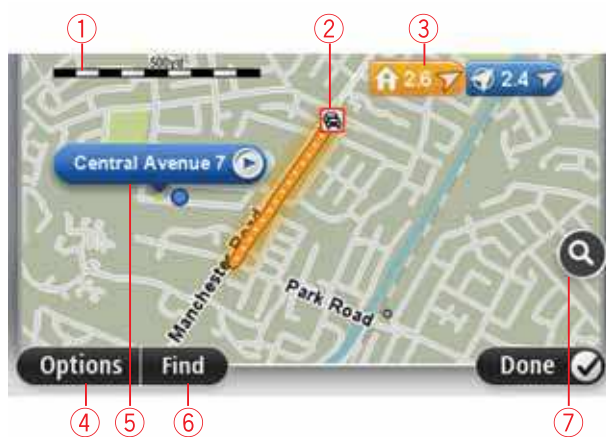 1 2 3
500yd
2.6 2.4
Central Avenue 7
Manchester Road
Park Road
Options Find Done
4 5 6 7